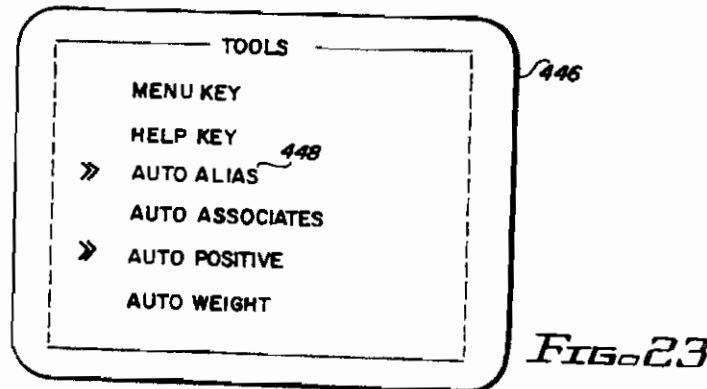 TOOLS
446
MENU KEY
HELP KEY
448
» AUTO ALIAS
AUTO ASSOCIATES
» AUTO POSITIVE
AUTO WEIGHT
FIG. 23